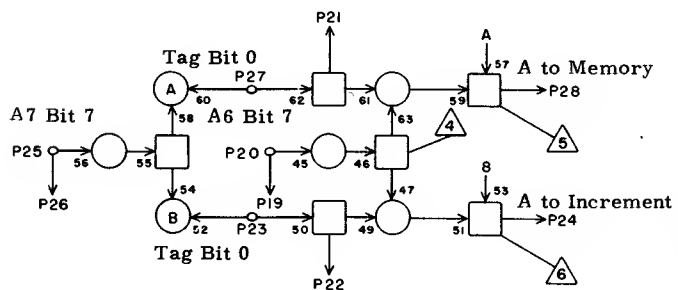 P21
A
Tag Bit 0
57
A
P27
A to Memory
60
62
61
59
P28
A7 Bit 7
58
A6 Bit 7
63
4
5
P25
56
55
P20
45
46
8
54
47
53
A to Increment
P26
B
P19
P24
52
P23
50
49
51
Tag Bit 0
6
P22